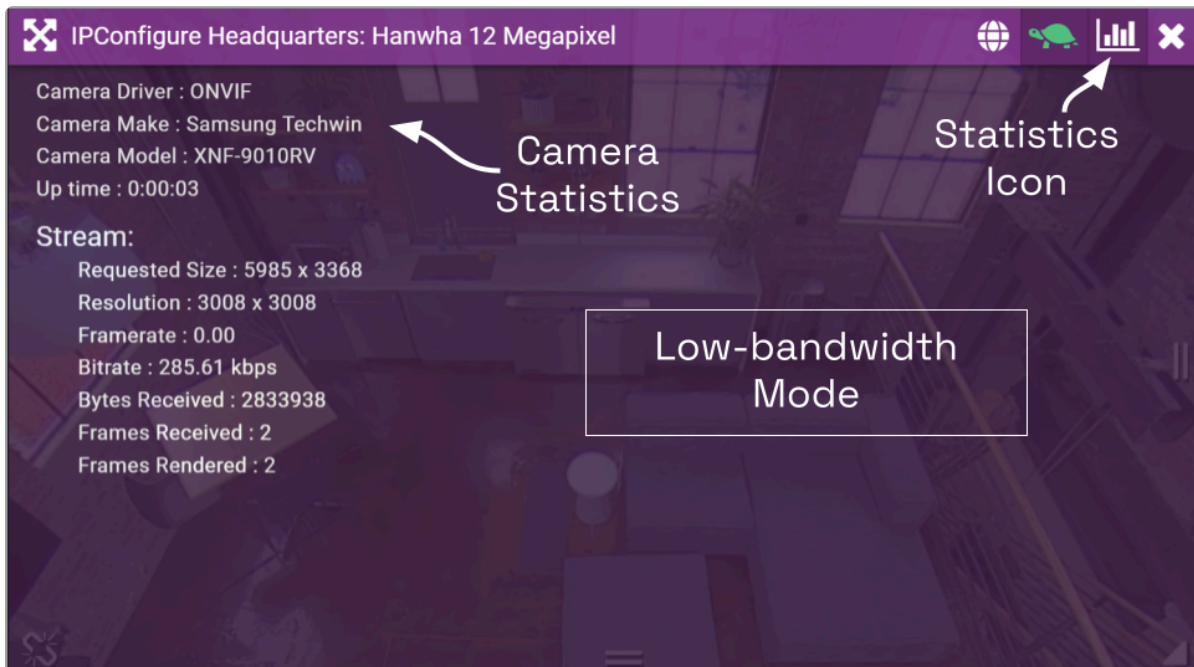 IPConfigure Headquarters: Hanwha 12 Megapixel
Camera Driver : ONVIF
Camera Make : Samsung Techwin
Camera Model : XNF-9010RV
Up time : 0:00:03
Camera
Statistics
Statistics
Icon
Stream:
Requested Size : 5985 x 3368
Resolution : 3008 x 3008
Framerate : 0.00
Bitrate : 285.61 kbps
Bytes Received : 2833938
Frames Received : 2
Frames Rendered : 2
Low-bandwidth
Mode